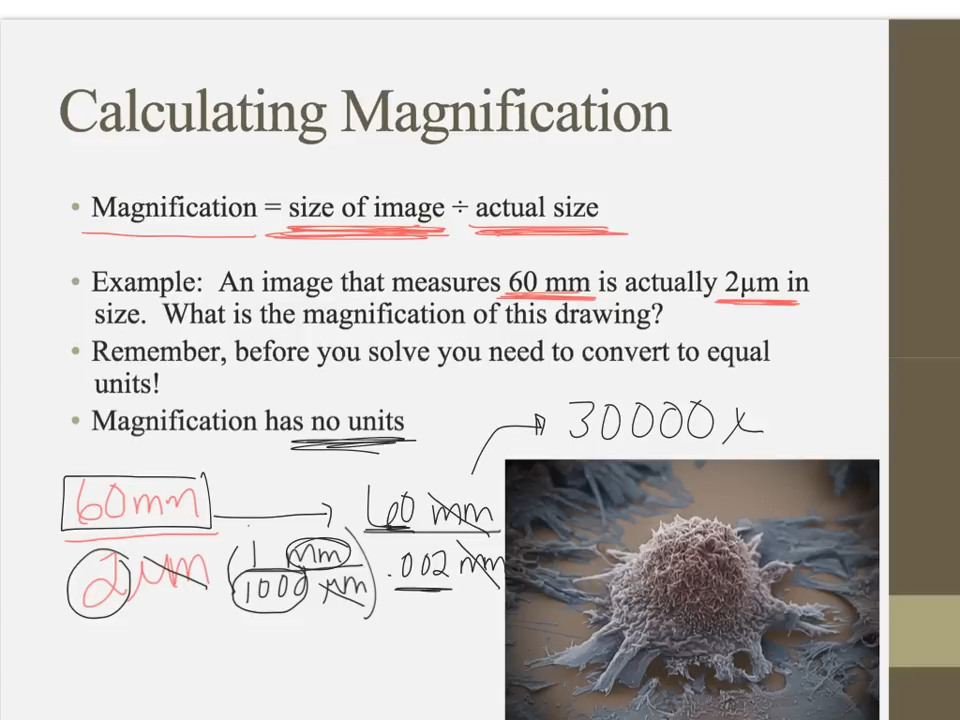 Calculating Magnification
• Magnification = size of image ÷ actual size
• Example: An image that measures 60 mm is actually 2µm in
size. What is the magnification of this drawing?
• Remember, before you solve you need to convert to equal
units!
• Magnification has no units
30000 x
60mm
60 mm
2µm
(1 mm
1000 µm)
.002 mm